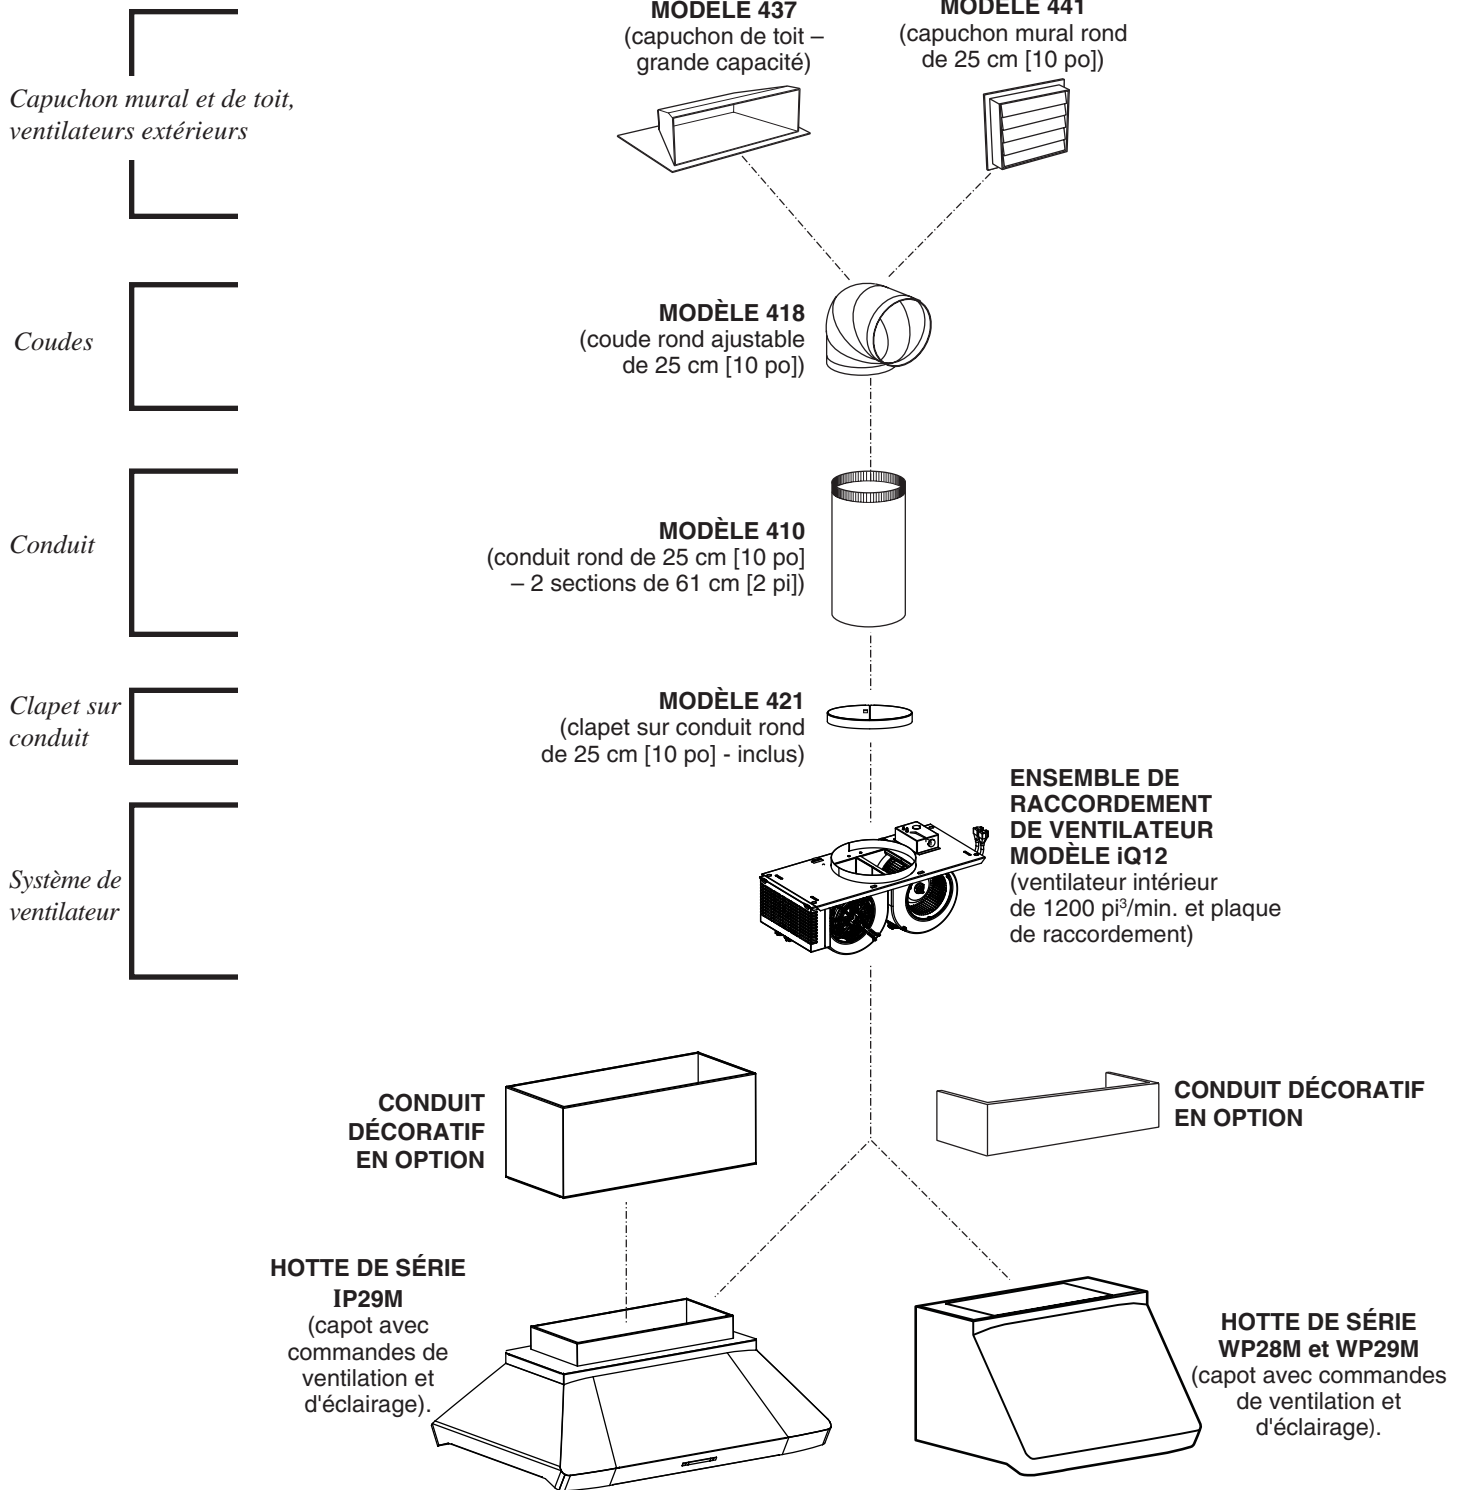 MODÈLE 437
(capuchon de toit –
grande capacité)
MODÈLE 441
(capuchon mural rond
de 25 cm [10 po])
Capuchon mural et de toit,
ventilateurs extérieurs
Coudes
MODÈLE 418
(coude rond ajustable
de 25 cm [10 po])
Conduit
MODÈLE 410
(conduit rond de 25 cm [10 po]
– 2 sections de 61 cm [2 pi])
Clapet sur
conduit
MODÈLE 421
(clapet sur conduit rond
de 25 cm [10 po] - inclus)
Système de
ventilateur
ENSEMBLE DE
RACCORDEMENT
DE VENTILATEUR
MODÈLE iQ12
(ventilateur intérieur
de 1200 pi³/min. et plaque
de raccordement)
CONDUIT
DÉCORATIF
EN OPTION
CONDUIT DÉCORATIF
EN OPTION
HOTTE DE SÉRIE
IP29M
(capot avec
commandes de
ventilation et
d'éclairage).
HOTTE DE SÉRIE
WP28M et WP29M
(capot avec commandes
de ventilation et
d'éclairage).